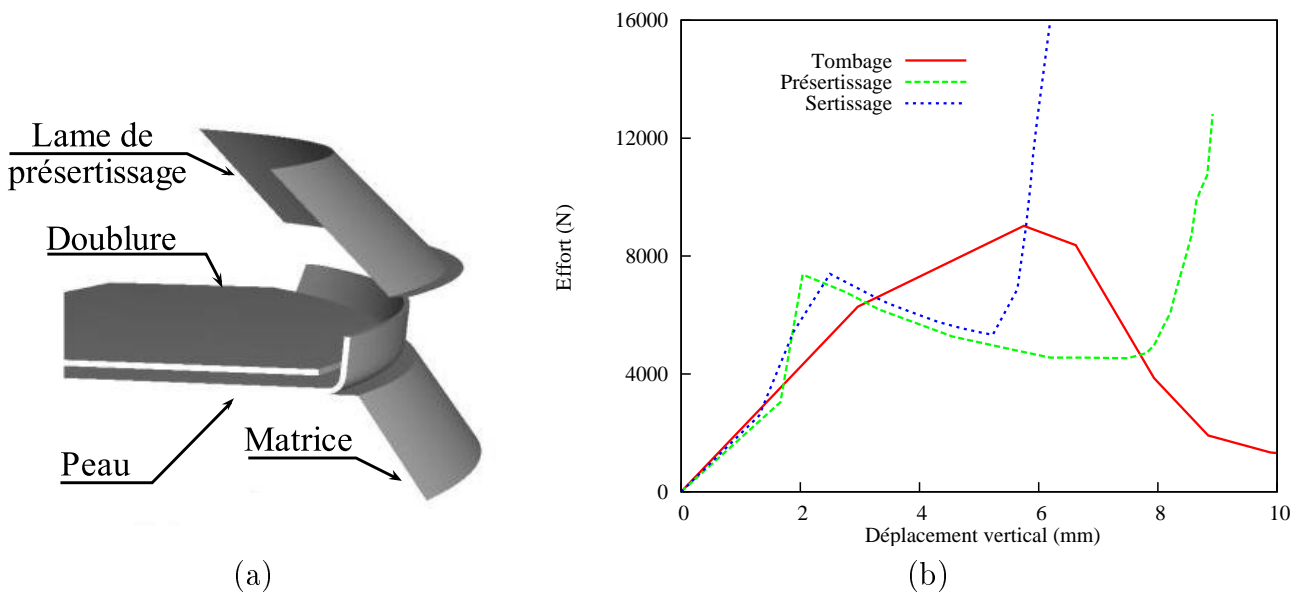 Lame de
présertissage
Doublure
Peau
Matrice
(a)
Effort (N)
16000
12000
8000
4000
0
Tombage
Présertissage
Sertissage
0 2 4 6 8 10
Déplacement vertical (mm)
(b)